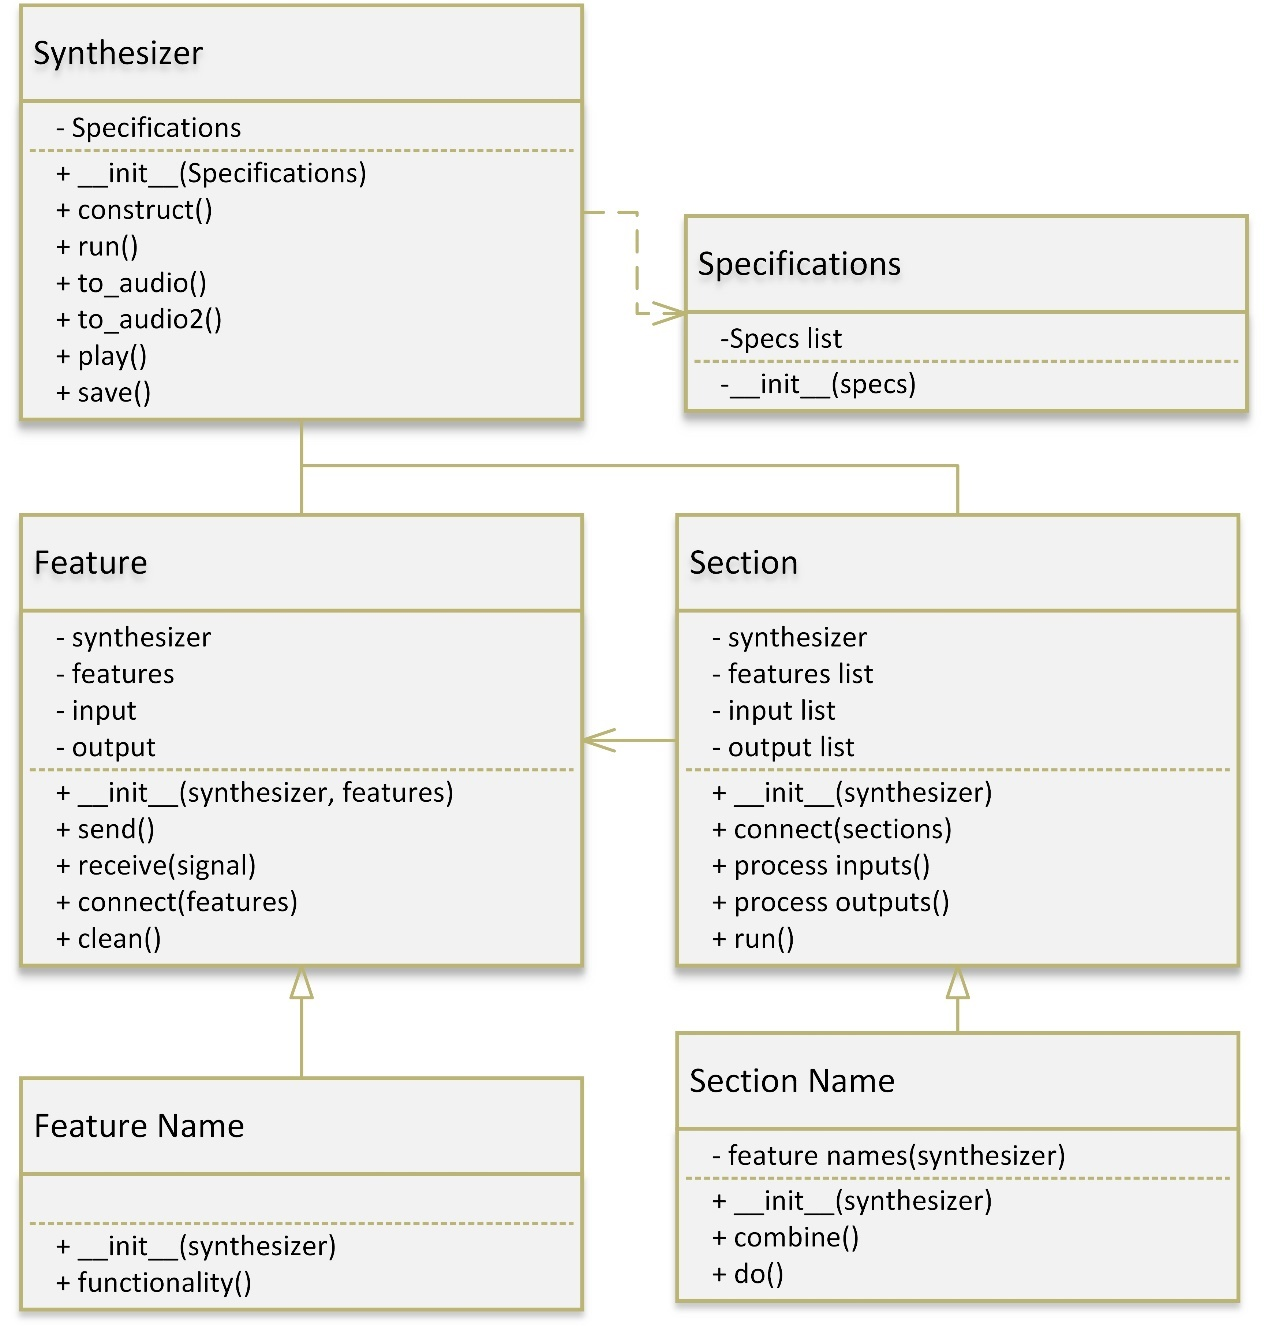 Synthesizer
- Specifications
+ __init__(Specifications)
+ construct()
+ run()
+ to_audio()
+ to_audio2()
+ play()
+ save()
Specifications
-Specs list
-__init__(specs)
Feature
- synthesizer
- features
- input
- output
+ __init__(synthesizer, features)
+ send()
+ receive(signal)
+ connect(features)
+ clean()
Section
- synthesizer
- features list
- input list
- output list
+ __init__(synthesizer)
+ connect(sections)
+ process inputs()
+ process outputs()
+ run()
Feature Name
+ __init__(synthesizer)
+ functionality()
Section Name
- feature names(synthesizer)
+ __init__(synthesizer)
+ combine()
+ do()